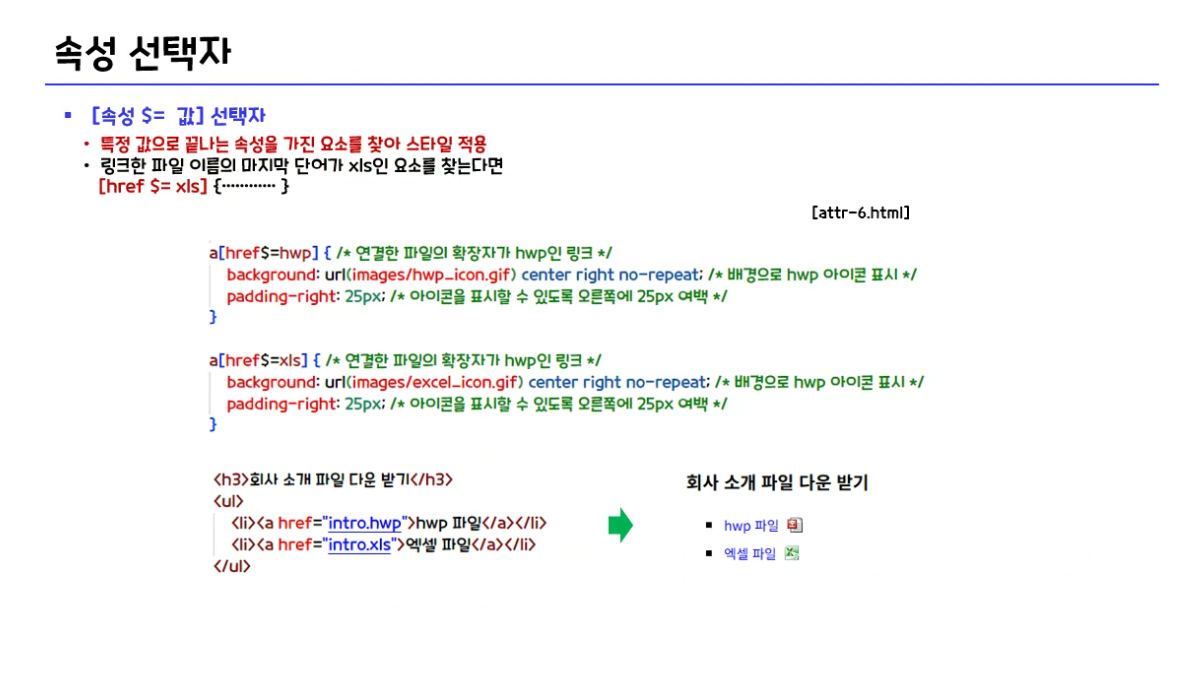 속성 선택자
▪ [속성 $= 값] 선택자
• 특정 값으로 끝나는 속성을 가진 요소를 찾아 스타일 적용
• 링크한 파일 이름의 마지막 단어가 xls인 요소를 찾는다면
[href $= xls] {············ }
[attr-6.html]
a[href$=hwp] { /* 연결한 파일의 확장자가 hwp인 링크 */
background: url(images/hwp_icon.gif) center right no-repeat; /* 배경으로 hwp 아이콘 표시 */
padding-right: 25px; /* 아이콘을 표시할 수 있도록 오른쪽에 25px 여백 */
}
a[href$=xls] { /* 연결한 파일의 확장자가 hwp인 링크 */
background: url(images/excel_icon.gif) center right no-repeat; /* 배경으로 hwp 아이콘 표시 */
padding-right: 25px; /* 아이콘을 표시할 수 있도록 오른쪽에 25px 여백 */
}
<h3>회사 소개 파일 다운 받기</h3>
<ul>
<li><a href="intro.hwp">hwp 파일</a></li>
<li><a href="intro.xls">엑셀 파일</a></li>
</ul>
회사 소개 파일 다운 받기
▪ hwp 파일
▪ 엑셀 파일